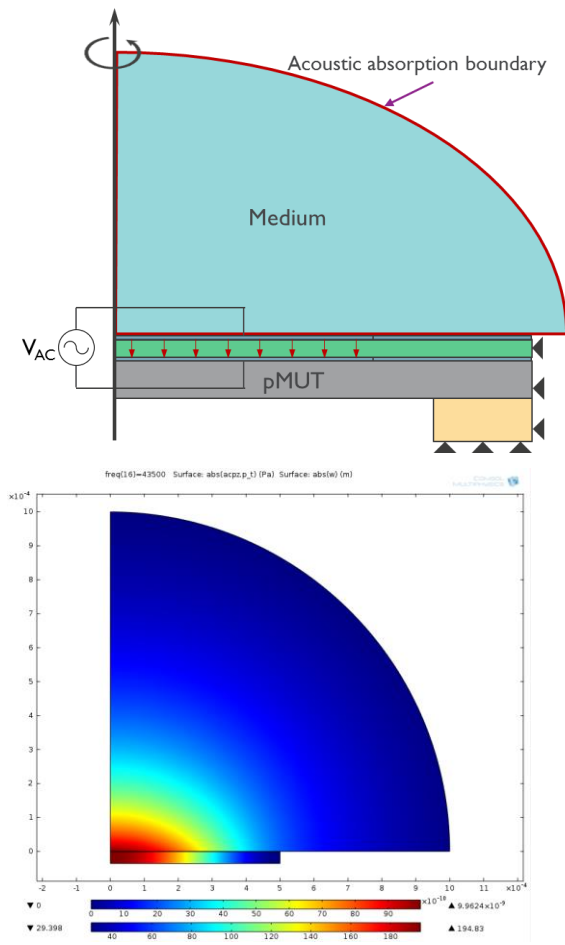 Acoustic absorption boundary
Medium
VAC
pMUT
freq(16)=43500 Surface: abs(acpz.p_t) (Pa) Surface: abs(w) (m)
COMSOL
MULTIPHYSICS
×10⁻⁴
10
9
8
7
6
5
4
3
2
1
0
-2 -1 0 1 2 3 4 5 6 7 8 9 10 11 ×10⁻⁴
×10⁻¹⁰
▼ 0 ▲ 9.9624×10⁻⁹
0 10 20 30 40 50 60 70 80 90
▼ 29.398 ▲ 194.83
40 60 80 100 120 140 160 180